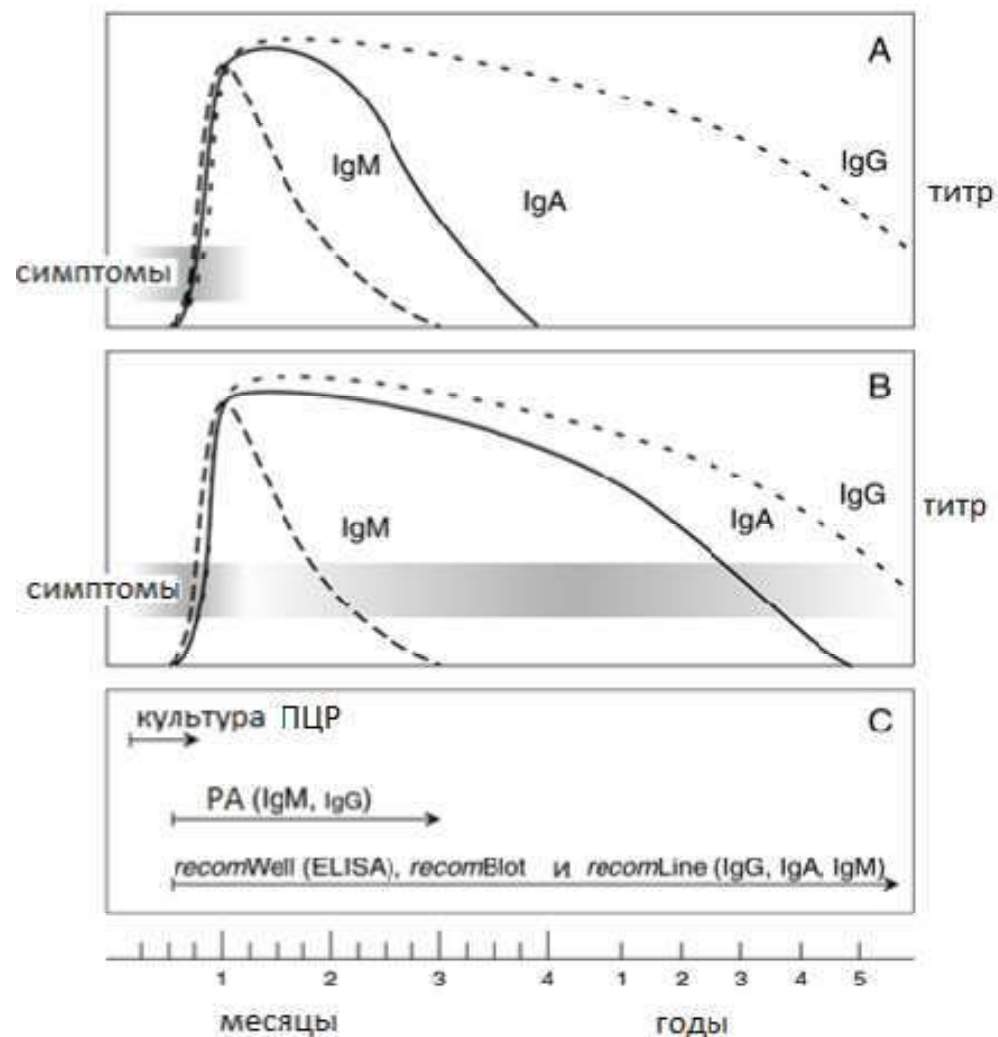 A
IgM
IgA
IgG
титр
симптомы
B
IgM
IgA
IgG
титр
симптомы
культура ПЦР
C
РА (IgM, IgG)
recomWell (ELISA), recomBlot и recomLine (IgG, IgA, IgM)
1 2 3 4 1 2 3 4 5
месяцы годы